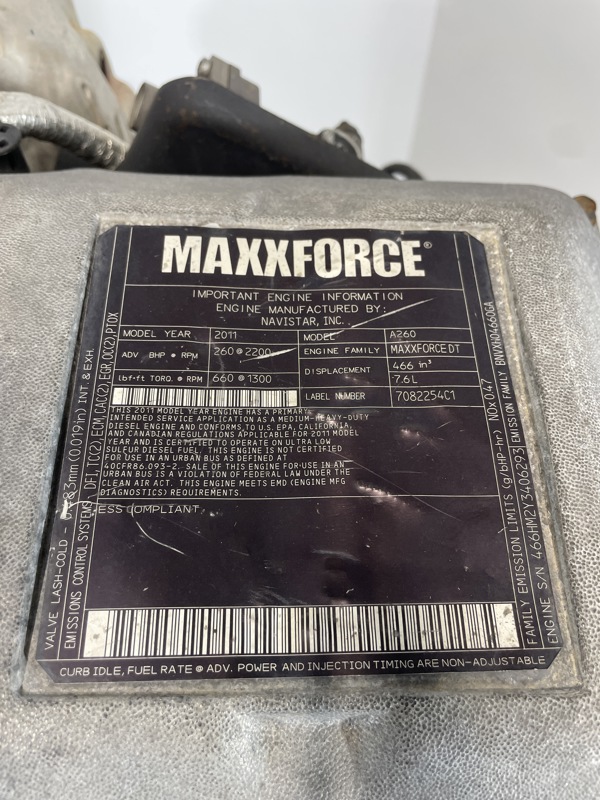 MAXXFORCE®
IMPORTANT ENGINE INFORMATION
ENGINE MANUFACTURED BY:
NAVISTAR, INC.
MODEL YEAR 2011 MODEL A260
ADV BHP @ RPM 260 @ 2200 ENGINE FAMILY MAXXFORCE DT
DISPLACEMENT 466 in³
7.6L
lbf-ft TORQ. @ RPM 660 @ 1300
LABEL NUMBER 7082254C1
THIS 2011 MODEL YEAR ENGINE HAS A PRIMARY
INTENDED SERVICE APPLICATION AS A MEDIUM-HEAVY-DUTY
DIESEL ENGINE AND CONFORMS TO U.S. EPA, CALIFORNIA,
AND CANADIAN REGULATIONS APPLICABLE FOR 2011 MODEL
YEAR AND IS CERTIFIED TO OPERATE ON ULTRA LOW
SULFUR DIESEL FUEL. THIS ENGINE IS NOT CERTIFIED
FOR USE IN AN URBAN BUS AS DEFINED AT
40CFR86.093-2. SALE OF THIS ENGINE FOR USE IN AN
URBAN BUS IS A VIOLATION OF FEDERAL LAW UNDER THE
CLEAN AIR ACT. THIS ENGINE MEETS EMD (ENGINE MFG
DIAGNOSTICS) REQUIREMENTS.
COMPLIANT
VALVE LASH-COLD - (0.019in) INT. & EXH.
EMISSIONS CONTROL SYSTEMS DFI,TC(2),ECM,CAC(2),EGR,OC(2),PTOX
FAMILY EMISSION LIMITS (g/bHP-hr) NOx 0.47
ENGINE S/N 466HM2Y3406293 EMISSION FAMILY BNVXH0466AGA
CURB IDLE, FUEL RATE @ ADV. POWER AND INJECTION TIMING ARE NON-ADJUSTABLE